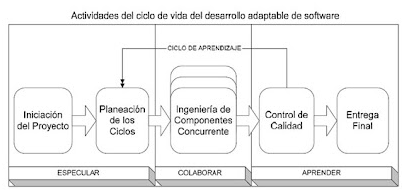 Actividades del ciclo de vida del desarrollo adaptable de software
CICLO DE APRENDIZAJE
Iniciación
del Proyecto
Planeación
de los
Ciclos
Ingeniería de
Componentes
Concurrente
Control de
Calidad
Entrega
Final
ESPECULAR
COLABORAR
APRENDER